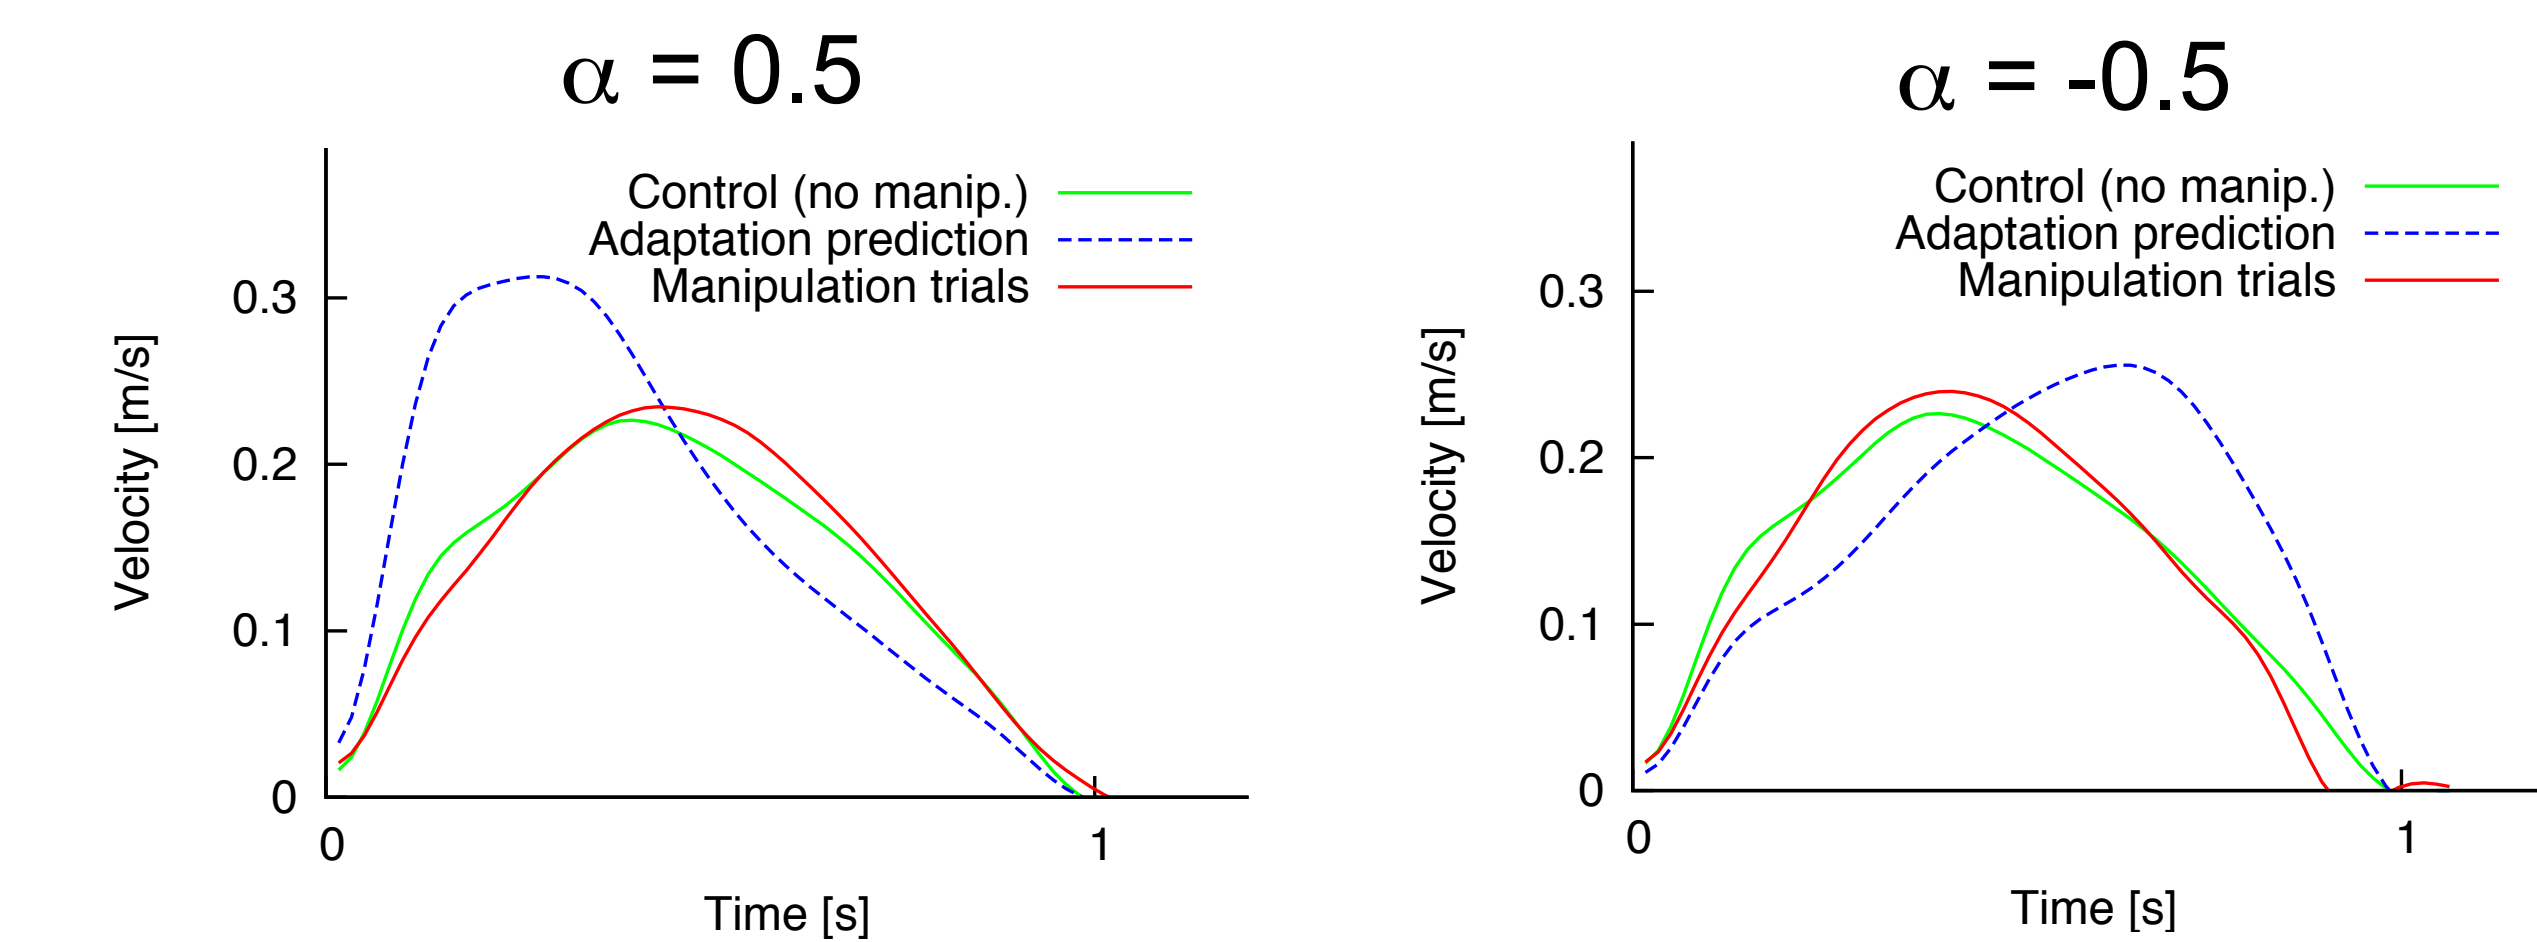 α = 0.5
Control (no manip.)
Adaptation prediction
Manipulation trials
0.3
0.2
0.1
0
0
1
Velocity [m/s]
Time [s]
α = -0.5
Control (no manip.)
Adaptation prediction
Manipulation trials
0.3
0.2
0.1
0
0
1
Velocity [m/s]
Time [s]